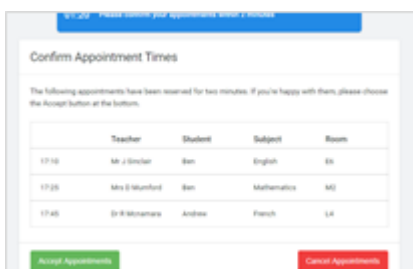 01:20 Please confirm your appointments within 2 minutes
Confirm Appointment Times
The following appointments have been reserved for two minutes. If you're happy with them, please choose
the Accept button at the bottom.
Teacher Student Subject Room
17:10 Mr J Sinclair Ben English E6
17:25 Mrs D Mumford Ben Mathematics M2
17:45 Dr R Mcnamara Andrew French L4
Accept Appointments Cancel Appointments